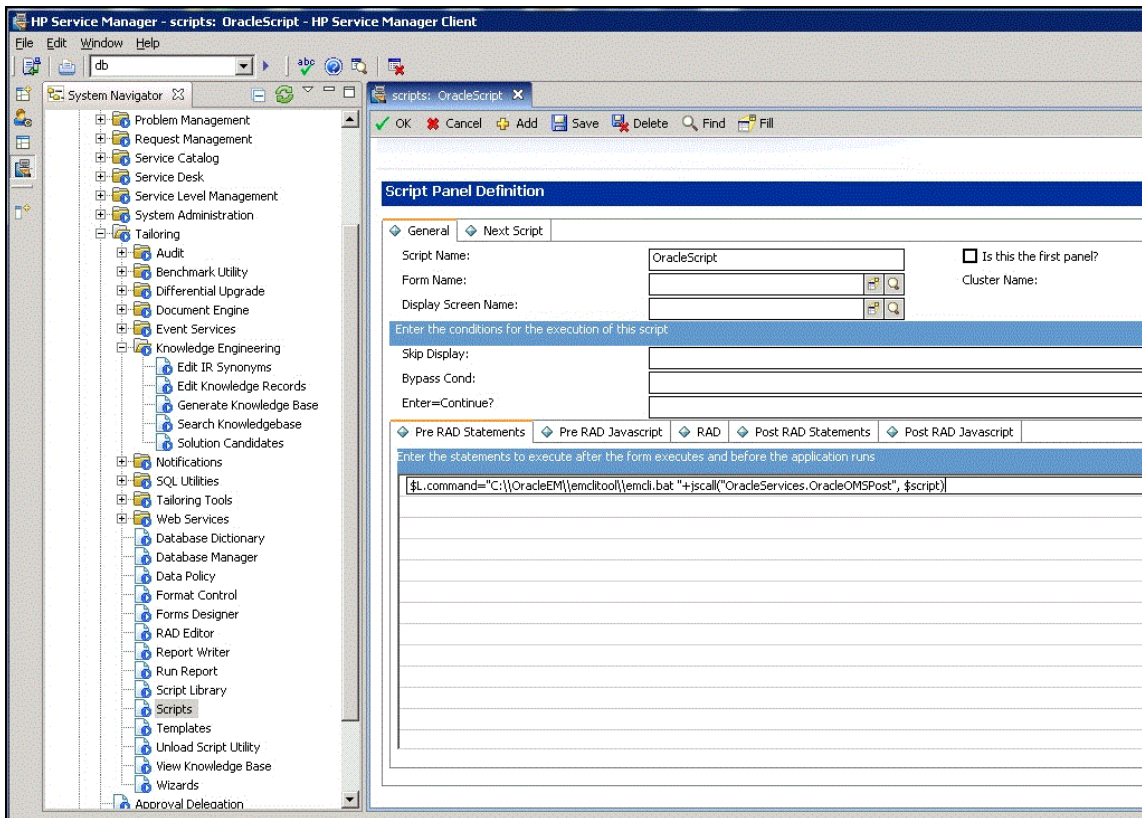 HP Service Manager - scripts: OracleScript - HP Service Manager Client
File Edit Window Help
db
abc
System Navigator
Problem Management
Request Management
Service Catalog
Service Desk
Service Level Management
System Administration
Tailoring
Audit
Benchmark Utility
Differential Upgrade
Document Engine
Event Services
Knowledge Engineering
Edit IR Synonyms
Edit Knowledge Records
Generate Knowledge Base
Search Knowledgebase
Solution Candidates
Notifications
SQL Utilities
Tailoring Tools
Web Services
Database Dictionary
Database Manager
Data Policy
Format Control
Forms Designer
RAD Editor
Report Writer
Run Report
Script Library
Scripts
Templates
Unload Script Utility
View Knowledge Base
Wizards
Approval Delegation
scripts: OracleScript
OK Cancel Add Save Delete Find Fill
Script Panel Definition
General Next Script
Script Name: OracleScript Is this the first panel?
Form Name: Cluster Name:
Display Screen Name:
Enter the conditions for the execution of this script
Skip Display:
Bypass Cond:
Enter=Continue?
Pre RAD Statements Pre RAD Javascript RAD Post RAD Statements Post RAD Javascript
Enter the statements to execute after the form executes and before the application runs
$L.command="C:\\OracleEM\\emclitool\\emcli.bat "+jscall("OracleServices.OracleOMSPost", $script)